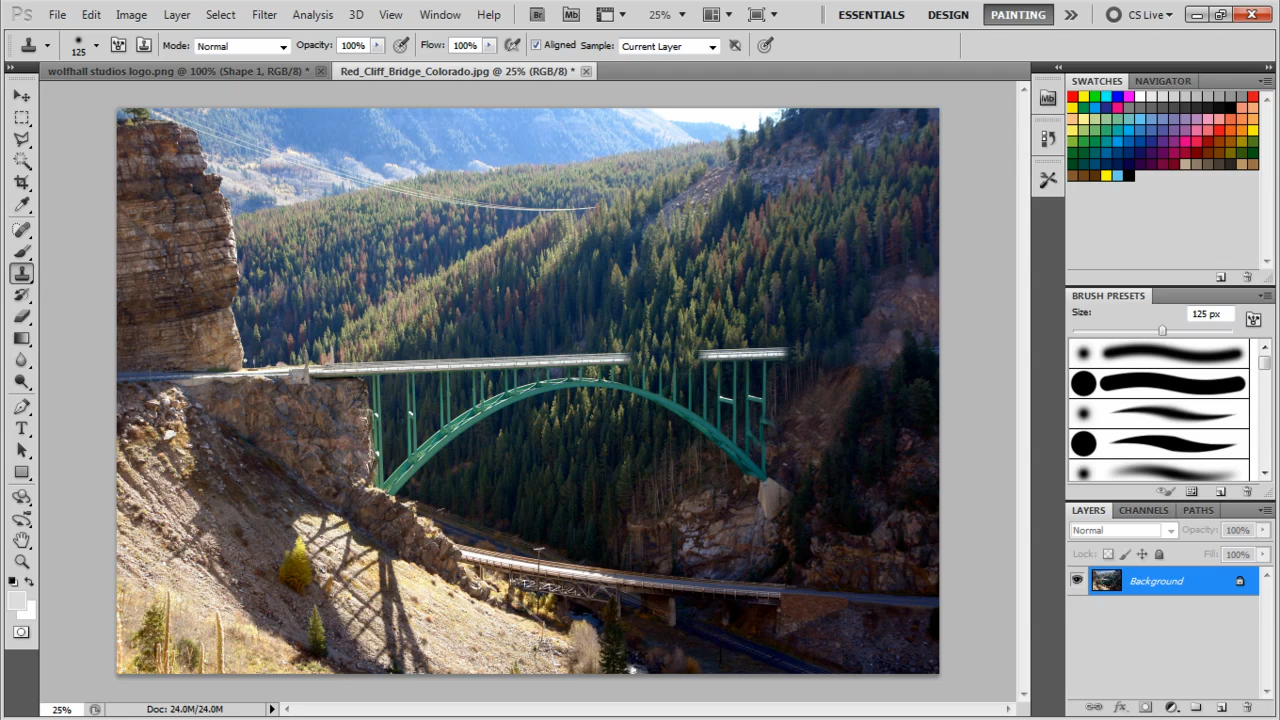 Ps File Edit Image Layer Select Filter Analysis 3D View Window Help Br Mb 25% ESSENTIALS DESIGN PAINTING CS Live
125 Mode: Normal Opacity: 100% Flow: 100% Aligned Sample: Current Layer
wolfhall studios logo.png @ 100% (Shape 1, RGB/8) * Red_Cliff_Bridge_Colorado.jpg @ 25% (RGB/8) *
SWATCHES NAVIGATOR
Mb
BRUSH PRESETS
Size: 125 px
LAYERS CHANNELS PATHS
Normal Opacity: 100%
Lock: Fill: 100%
Background
25% Doc: 24.0M/24.0M